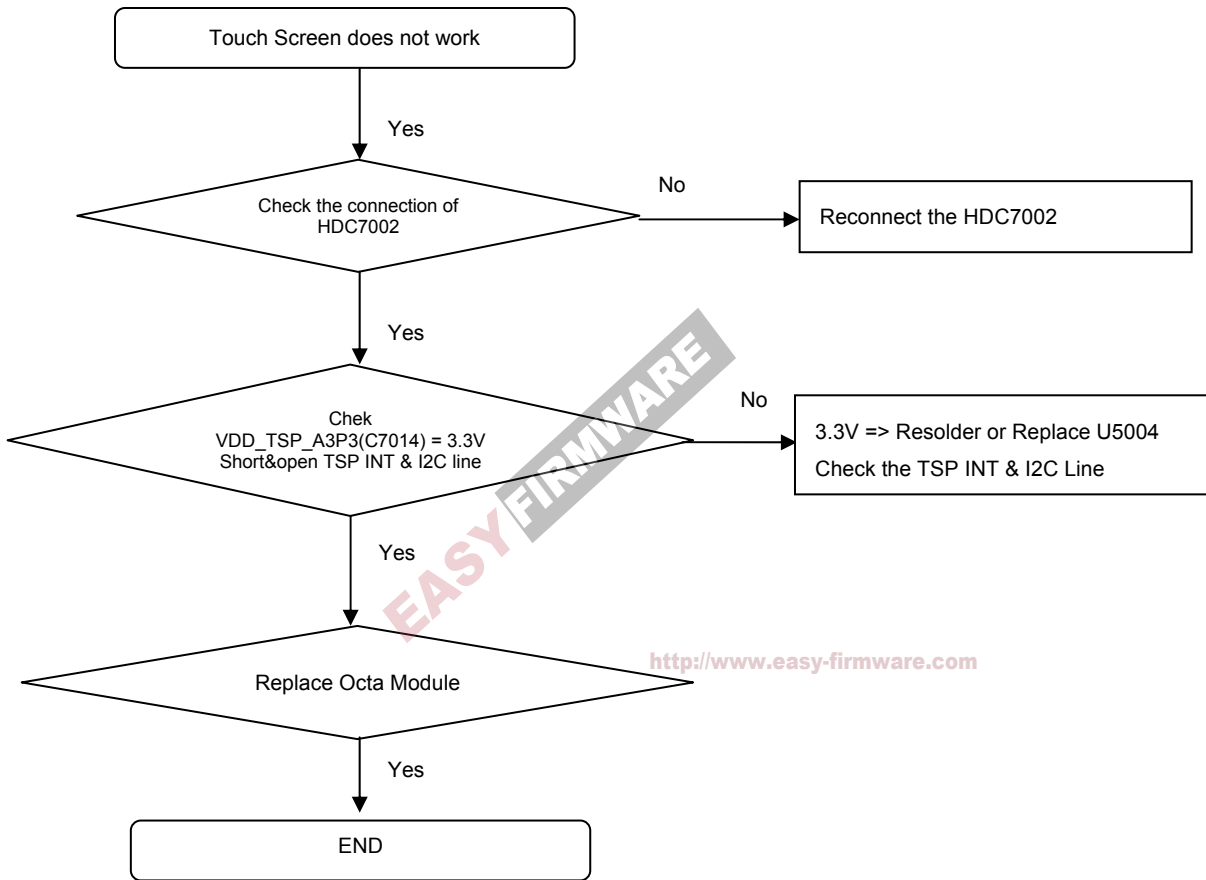 Touch Screen does not work
Yes
Check the connection of
HDC7002
No
Reconnect the HDC7002
Yes
Chek
VDD_TSP_A3P3(C7014) = 3.3V
Short&open TSP INT & I2C line
No
3.3V => Resolder or Replace U5004
Check the TSP INT & I2C Line
EASY FIRMWARE
Yes
http://www.easy-firmware.com
Replace Octa Module
Yes
END